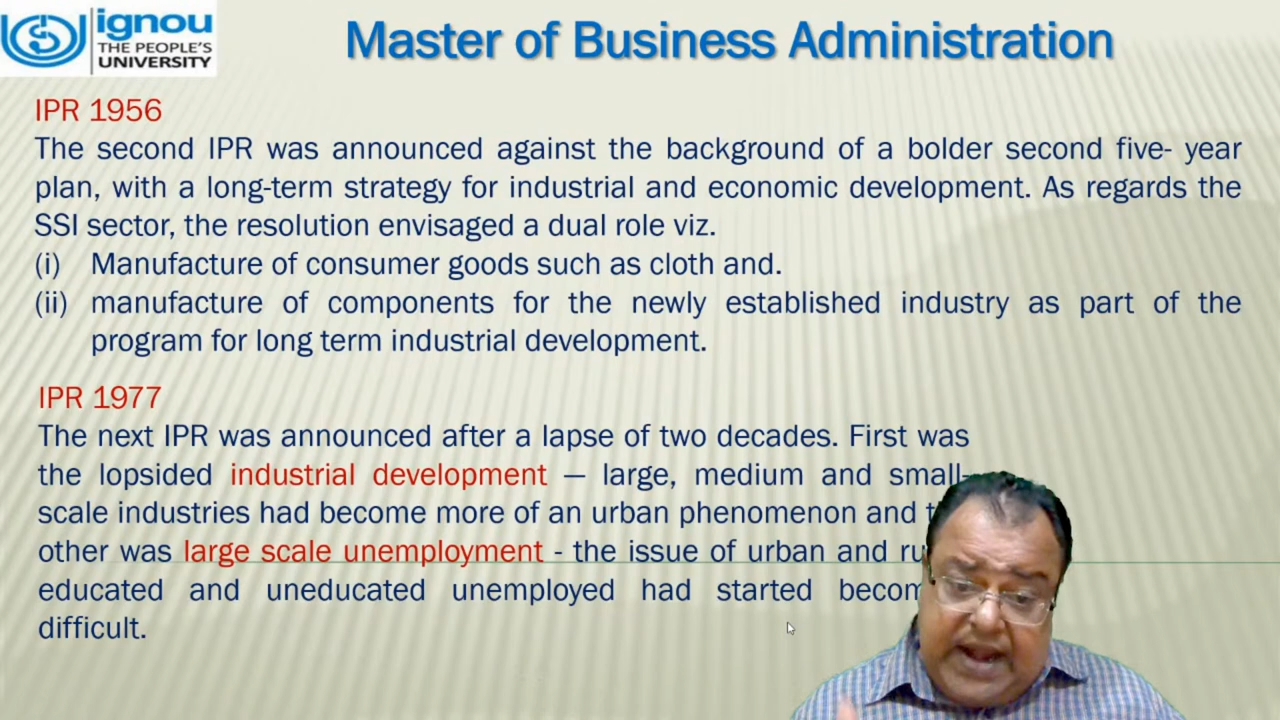 ignou
THE PEOPLE'S
UNIVERSITY
Master of Business Administration
IPR 1956
The second IPR was announced against the background of a bolder second five- year
plan, with a long-term strategy for industrial and economic development. As regards the
SSI sector, the resolution envisaged a dual role viz.
(i) Manufacture of consumer goods such as cloth and.
(ii) manufacture of components for the newly established industry as part of the
program for long term industrial development.
IPR 1977
The next IPR was announced after a lapse of two decades. First was
the lopsided industrial development — large, medium and small-
scale industries had become more of an urban phenomenon and
other was large scale unemployment - the issue of urban and
educated and uneducated unemployed had started
difficult.